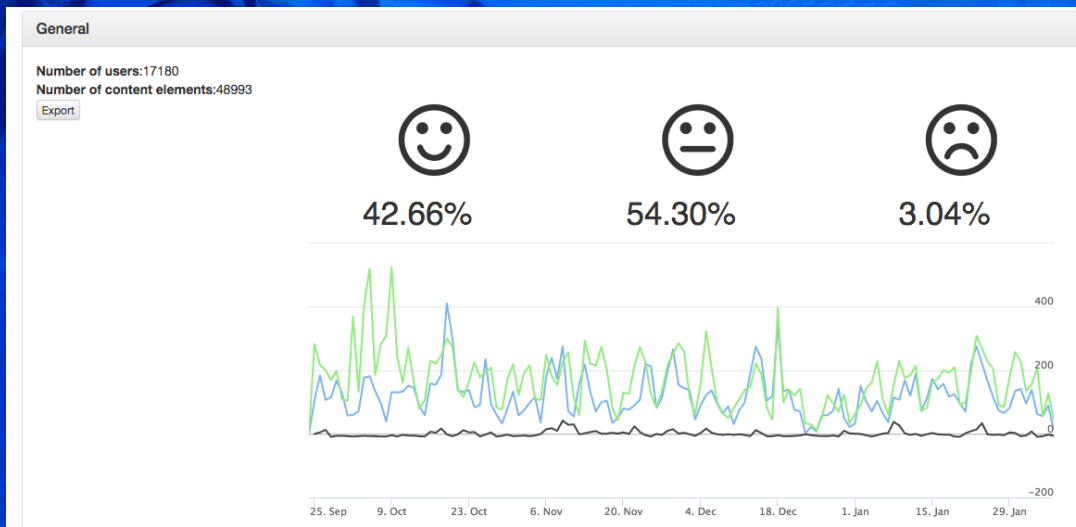 General
Number of users:17180
Number of content elements:48993
Export
42.66%
54.30%
3.04%
400
200
0
-200
25. Sep 9. Oct 23. Oct 6. Nov 20. Nov 4. Dec 18. Dec 1. Jan 15. Jan 29. Jan